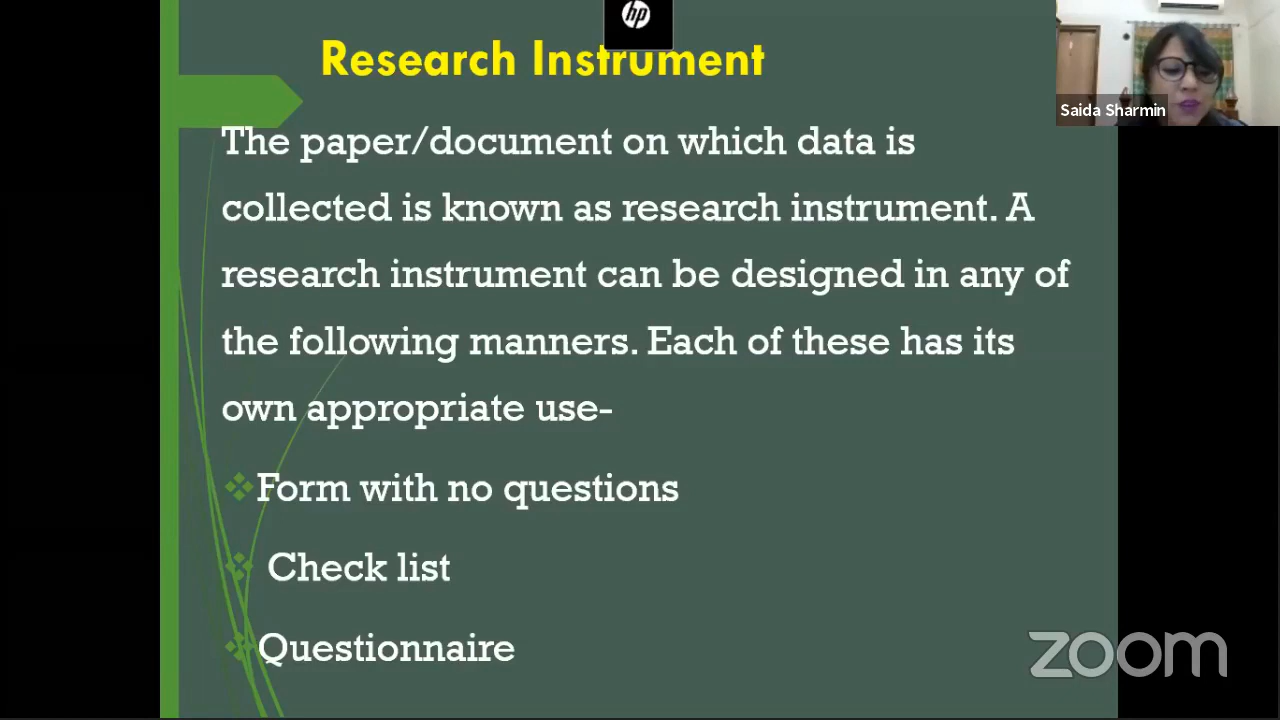 hp
Research Instrument
Saida Sharmin
The paper/document on which data is
collected is known as research instrument. A
research instrument can be designed in any of
the following manners. Each of these has its
own appropriate use-
Form with no questions
Check list
Questionnaire
zoom